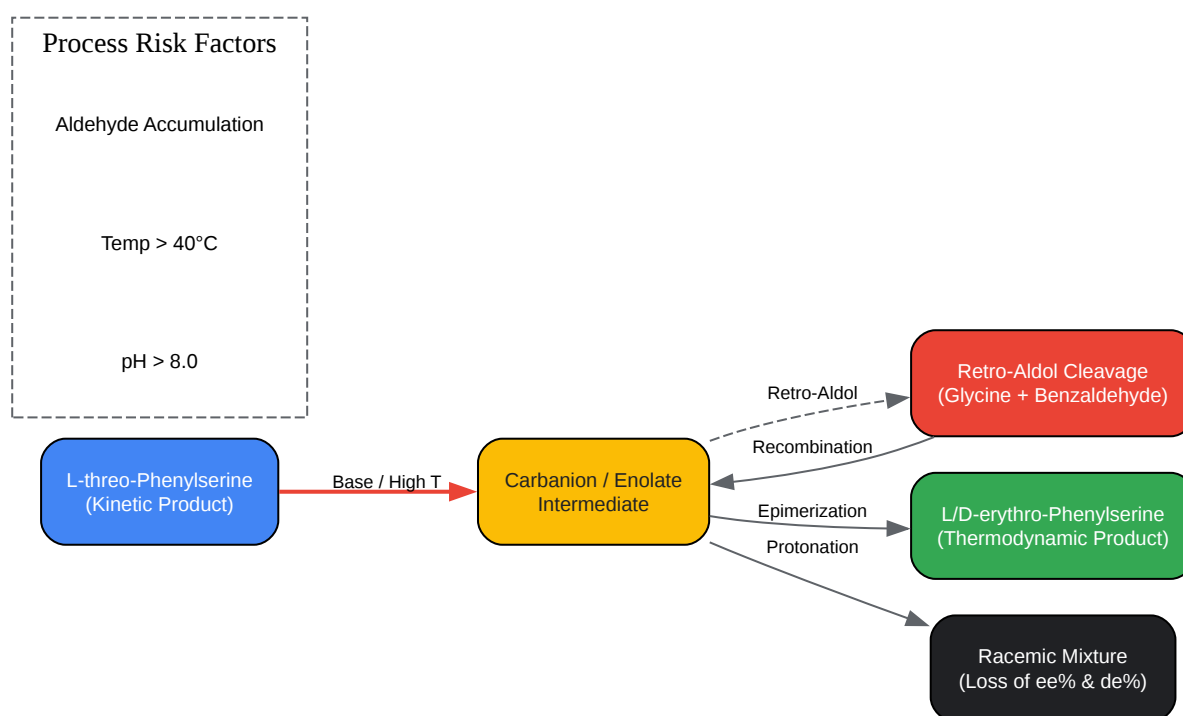 Process Risk Factors
Aldehyde Accumulation
Temp > 40°C
pH > 8.0
L-threo-Phenylserine
(Kinetic Product)
Base / High T
Carbanion / Enolate
Intermediate
Retro-Aldol
Recombination
Epimerization
Protonation
Retro-Aldol Cleavage
(Glycine + Benzaldehyde)
L/D-erythro-Phenylserine
(Thermodynamic Product)
Racemic Mixture
(Loss of ee% & de%)